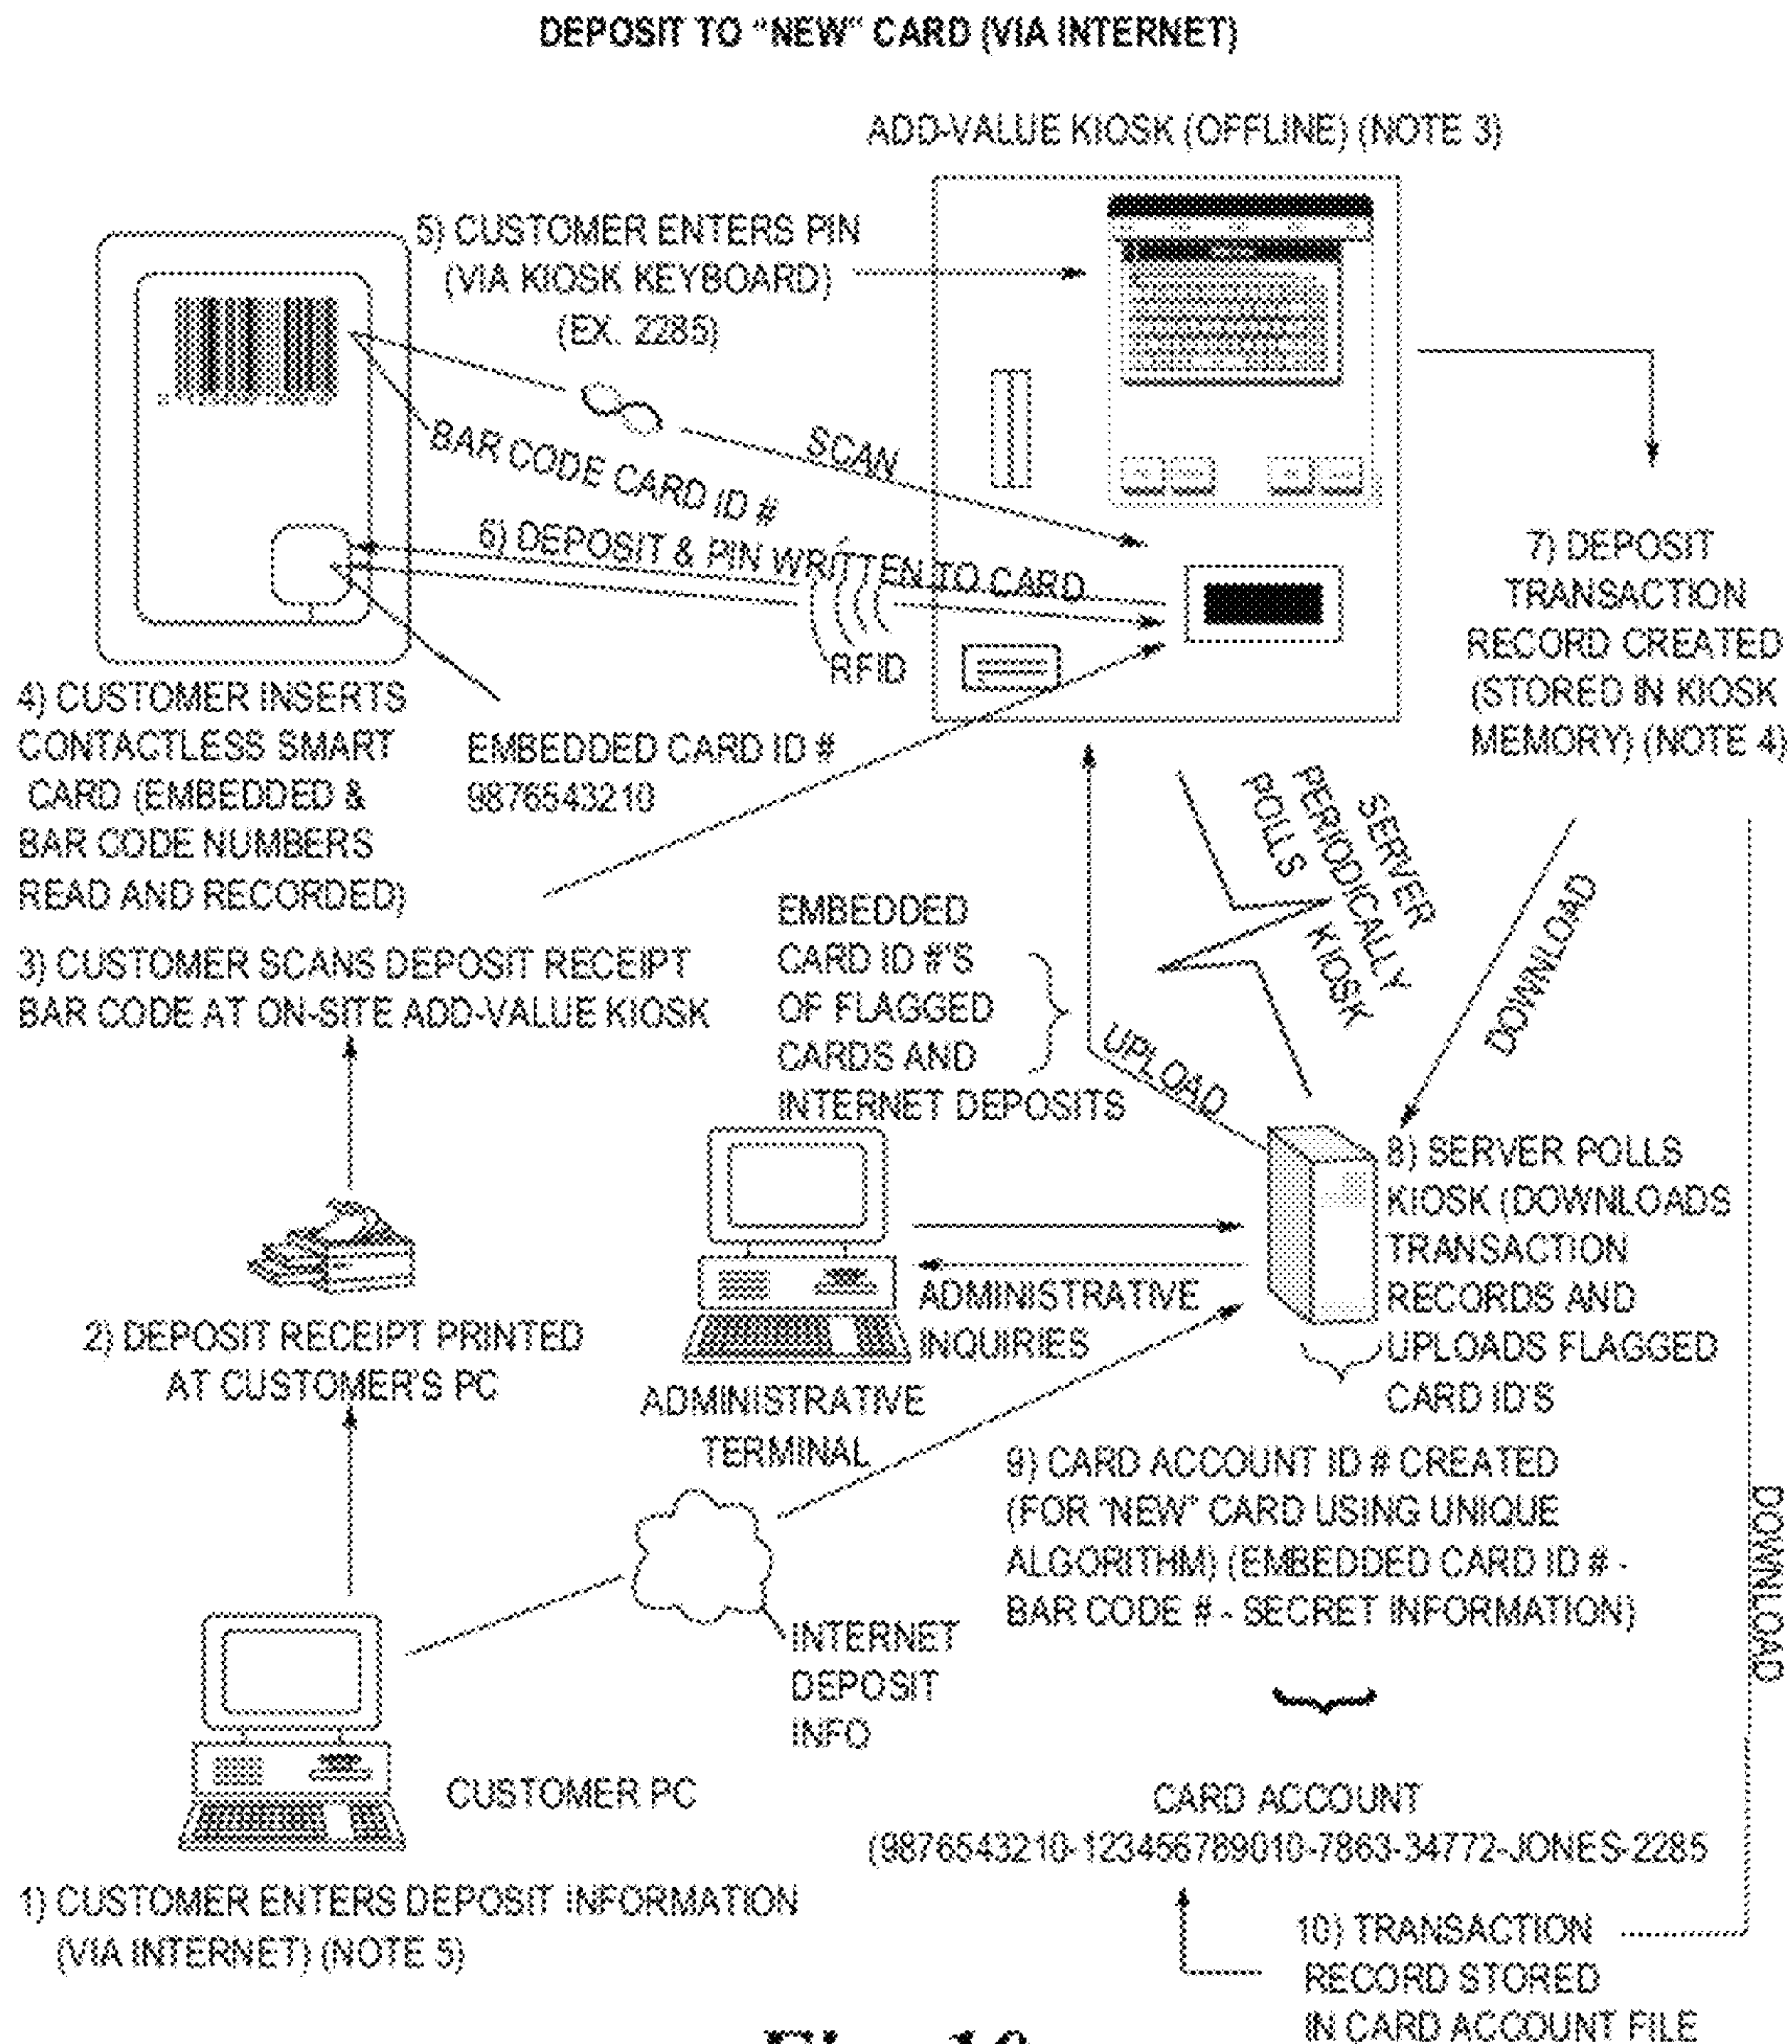 DEPOSIT TO "NEW" CARD (VIA INTERNET)
ADD-VALUE KIOSK (OFFLINE) (NOTE 3)
5) CUSTOMER ENTERS PIN
(VIA KIOSK KEYBOARD)
(EX. 2285)
BAR CODE CARD ID #
SCAN
6) DEPOSIT & PIN WRITTEN TO CARD
RFID
7) DEPOSIT
TRANSACTION
RECORD CREATED
(STORED IN KIOSK
MEMORY) (NOTE 4)
4) CUSTOMER INSERTS
CONTACTLESS SMART
CARD (EMBEDDED &
BAR CODE NUMBERS
READ AND RECORDED)
EMBEDDED CARD ID #
9876543210
SERVER
PERIODICALLY
POLLS KIOSK
DOWNLOAD
3) CUSTOMER SCANS DEPOSIT RECEIPT
BAR CODE AT ON-SITE ADD-VALUE KIOSK
EMBEDDED
CARD ID #'S
OF FLAGGED
CARDS AND
INTERNET DEPOSITS
UPLOAD
8) SERVER POLLS
KIOSK (DOWNLOADS
TRANSACTION
RECORDS AND
UPLOADS FLAGGED
CARD ID'S
2) DEPOSIT RECEIPT PRINTED
AT CUSTOMER'S PC
ADMINISTRATIVE
INQUIRIES
ADMINISTRATIVE
TERMINAL
9) CARD ACCOUNT ID # CREATED
(FOR "NEW" CARD USING UNIQUE
ALGORITHM) (EMBEDDED CARD ID # -
BAR CODE # - SECRET INFORMATION)
DOWNLOAD
INTERNET
DEPOSIT
INFO
CUSTOMER PC
CARD ACCOUNT
(9876543210-123456789010-7863-34772-JONES-2285
1) CUSTOMER ENTERS DEPOSIT INFORMATION
(VIA INTERNET) (NOTE 5)
10) TRANSACTION
RECORD STORED
IN CARD ACCOUNT FILE